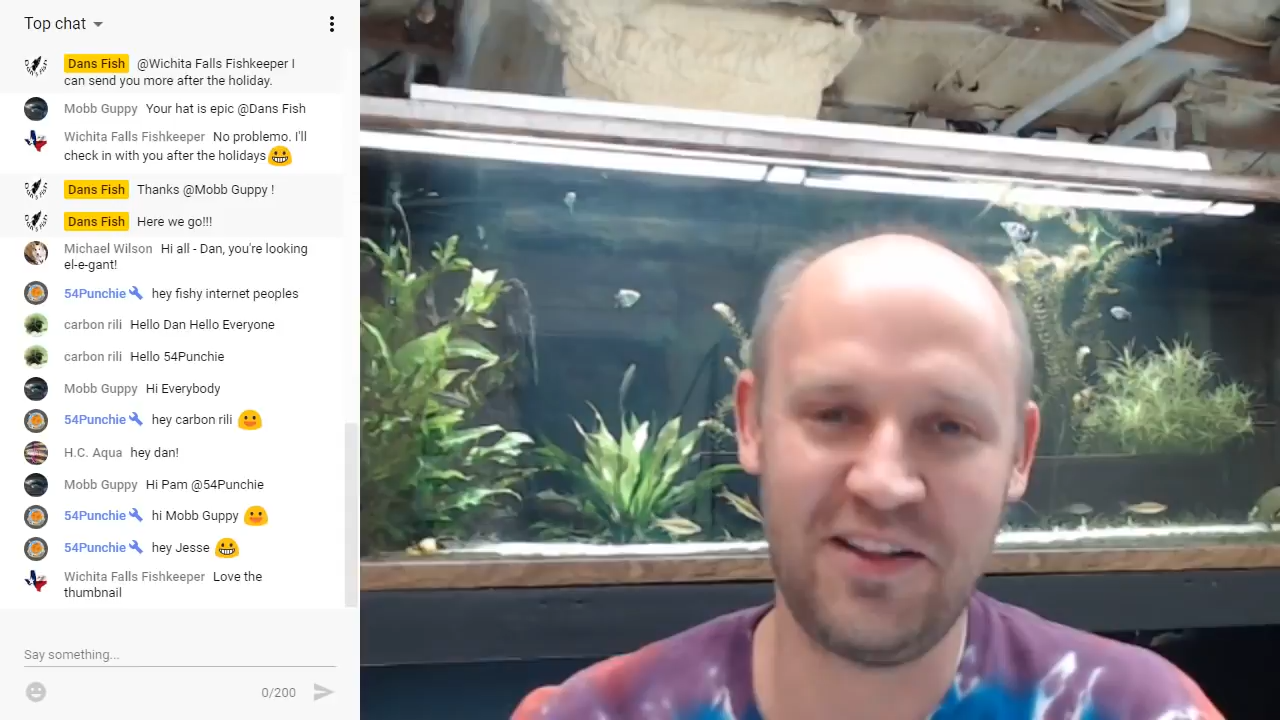 Top chat
Dans Fish @Wichita Falls Fishkeeper I
can send you more after the holiday.
Mobb Guppy Your hat is epic @Dans Fish
Wichita Falls Fishkeeper No problemo. I'll
check in with you after the holidays
Dans Fish Thanks @Mobb Guppy !
Dans Fish Here we go!!!
Michael Wilson Hi all - Dan, you're looking
el-e-gant!
54Punchie hey fishy internet peoples
carbon rili Hello Dan Hello Everyone
carbon rili Hello 54Punchie
Mobb Guppy Hi Everybody
54Punchie hey carbon rili
H.C. Aqua hey dan!
Mobb Guppy Hi Pam @54Punchie
54Punchie hi Mobb Guppy
54Punchie hey Jesse
Wichita Falls Fishkeeper Love the
thumbnail
Say something...
0/200